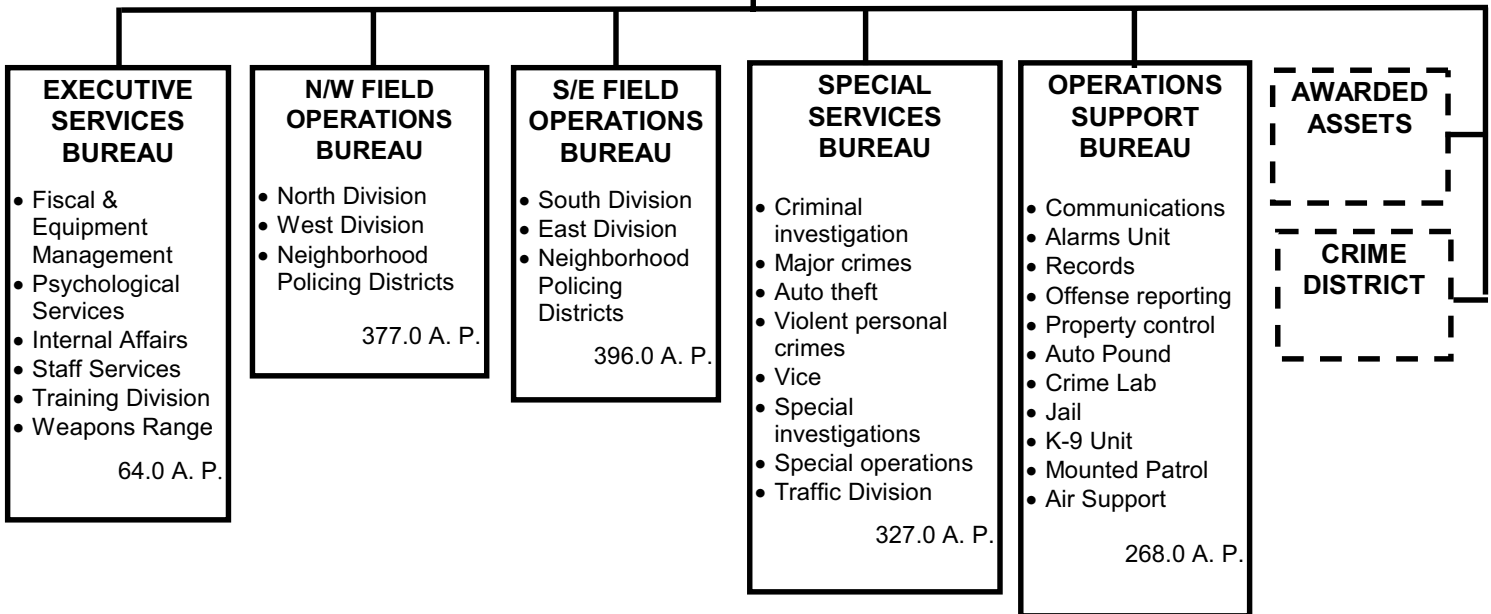 EXECUTIVE
SERVICES
BUREAU
• Fiscal &
Equipment
Management
• Psychological
Services
• Internal Affairs
• Staff Services
• Training Division
• Weapons Range
64.0 A. P.
N/W FIELD
OPERATIONS
BUREAU
• North Division
• West Division
• Neighborhood
Policing Districts
377.0 A. P.
S/E FIELD
OPERATIONS
BUREAU
• South Division
• East Division
• Neighborhood
Policing
Districts
396.0 A. P.
SPECIAL
SERVICES
BUREAU
• Criminal
investigation
• Major crimes
• Auto theft
• Violent personal
crimes
• Vice
• Special
investigations
• Special operations
• Traffic Division
327.0 A. P.
OPERATIONS
SUPPORT
BUREAU
• Communications
• Alarms Unit
• Records
• Offense reporting
• Property control
• Auto Pound
• Crime Lab
• Jail
• K-9 Unit
• Mounted Patrol
• Air Support
268.0 A. P.
AWARDED
ASSETS
CRIME
DISTRICT